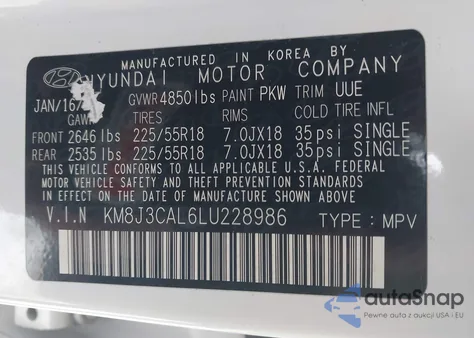 MANUFACTURED IN KOREA BY
HYUNDAI MOTOR COMPANY
JAN/16/ GVWR 4850lbs PAINT PKW TRIM UUE
GAWR TIRES RIMS COLD TIRE INFL
FRONT 2646 lbs 225/55R18 7.0JX18 35psi SINGLE
REAR 2535 lbs 225/55R18 7.0JX18 35psi SINGLE
THIS VEHICLE CONFORMS TO ALL APPLICABLE U.S.A. FEDERAL
MOTOR VEHICLE SAFETY AND THEFT PREVENTION STANDARDS
IN EFFECT ON THE DATE OF MANUFACTURE SHOWN ABOVE.
V.I.N KM8J3CAL6LU228986 TYPE : MPV
autoSnap
Pewne auta z USA i EU